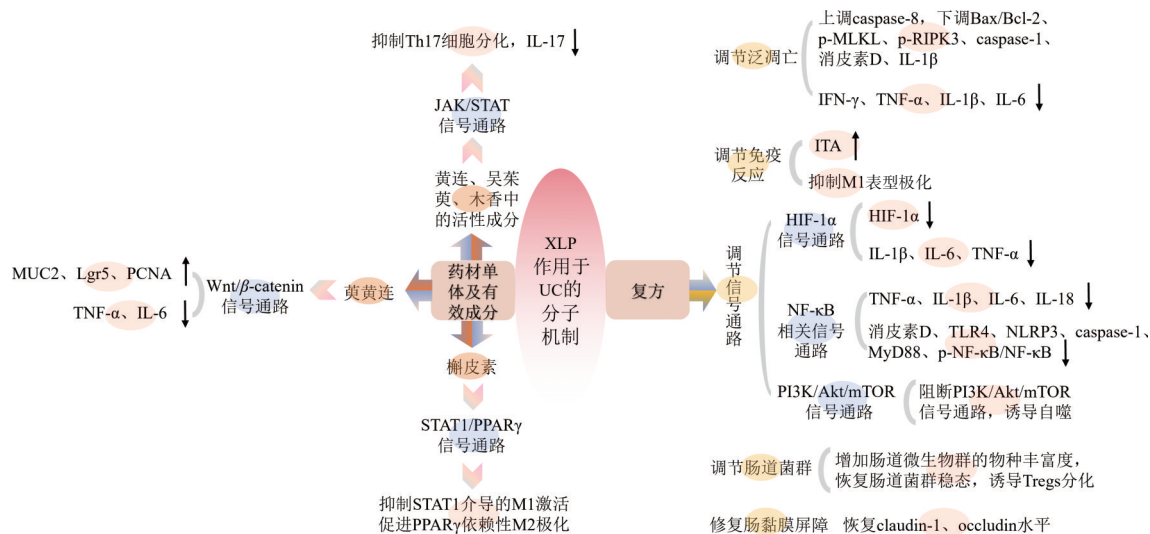 抑制Th17细胞分化，IL-17
JAK/STAT
信号通路
黄连、吴茱
萸、木香中
的活性成分
MUC2、Lgr5、PCNA
TNF-α、IL-6
Wnt/β-catenin
信号通路
萸黄连
药材单
体及有
效成分
槲皮素
STAT1/PPARγ
信号通路
抑制STAT1介导的M1激活
促进PPARγ依赖性M2极化
XLP
作用于
UC的
分子
机制
复方
调节泛凋亡
上调caspase-8，下调Bax/Bcl-2、
p-MLKL、p-RIPK3、caspase-1、
消皮素D、IL-1β
IFN-γ、TNF-α、IL-1β、IL-6
调节免疫
反应
ITA
抑制M1表型极化
调节信号通路
HIF-1α
信号通路
HIF-1α
IL-1β、IL-6、TNF-α
NF-κB
相关信号
通路
TNF-α、IL-1β、IL-6、IL-18
消皮素D、TLR4、NLRP3、caspase-1、
MyD88、p-NF-κB/NF-κB
PI3K/Akt/mTOR
信号通路
阻断PI3K/Akt/mTOR
信号通路，诱导自噬
调节肠道菌群
增加肠道微生物群的物种丰富度，
恢复肠道菌群稳态，诱导Tregs分化
修复肠黏膜屏障
恢复claudin-1、occludin水平